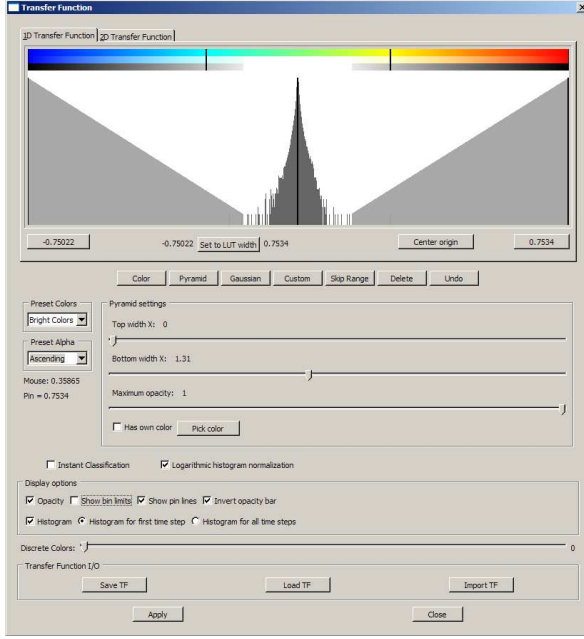 Transfer Function
1D Transfer Function 2D Transfer Function
-0.75022 -0.75022 Set to LUT width 0.7534 Center origin 0.7534
Color Pyramid Gaussian Custom Skip Range Delete Undo
Preset Colors Pyramid settings
Bright Colors Top width X: 0
Preset Alpha
Ascending Bottom width X: 1.31
Mouse: 0.35865
Pin = 0.7534 Maximum opacity: 1
Has own color Pick color
Instant Classification Logarithmic histogram normalization
Display options
Opacity Show bin limits Show pin lines Invert opacity bar
Histogram Histogram for first time step Histogram for all time steps
Discrete Colors: 0
Transfer Function I/O
Save TF Load TF Import TF
Apply Close